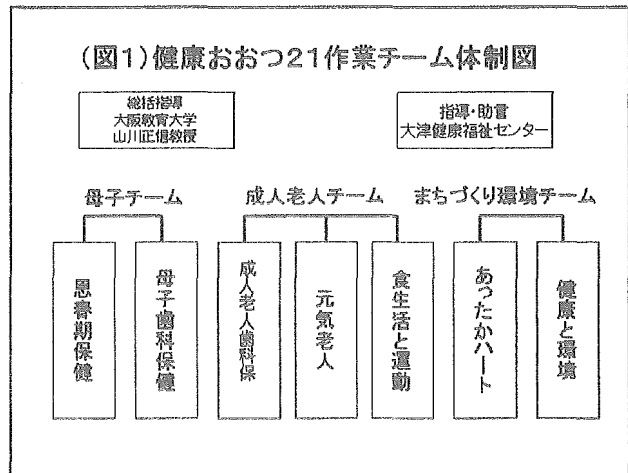 (図1)健康おおつ21作業チーム体制図
総括指導
大阪教育大学
山川正信教授
指導・助言
大津健康福祉センター
母子チーム
成人老人チーム
まちづくり環境チーム
思春期保健
母子歯科保健
成人老人歯科保
元気老人
食生活と運動
あったかハート
健康と環境